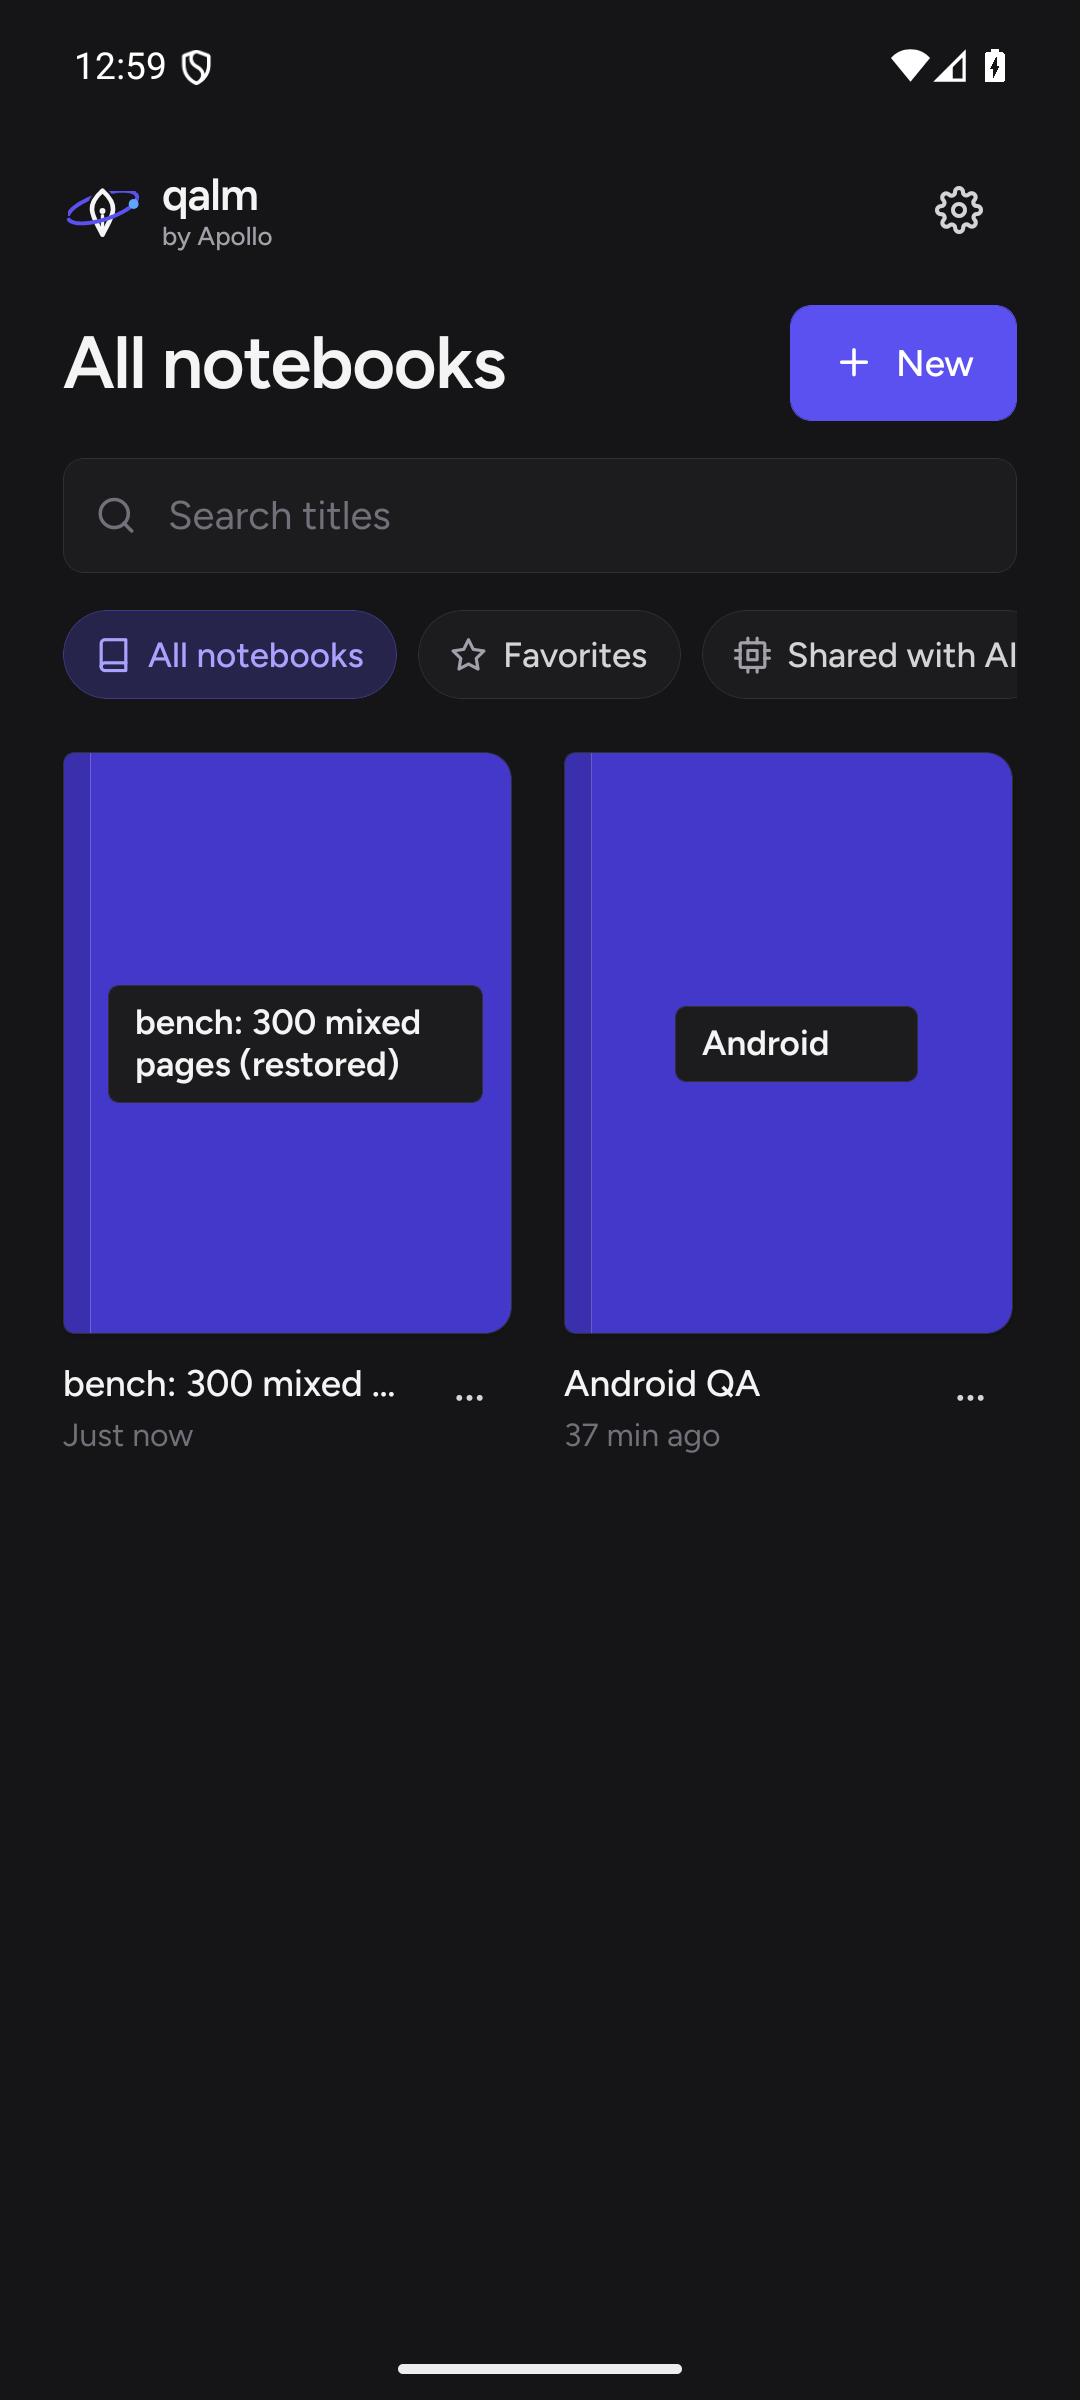 12:59
qalm
by Apollo
All notebooks
New
Search titles
All notebooks
Favorites
Shared with AI
bench: 300 mixed
pages (restored)
Android
bench: 300 mixed ...
Just now
Android QA
37 min ago